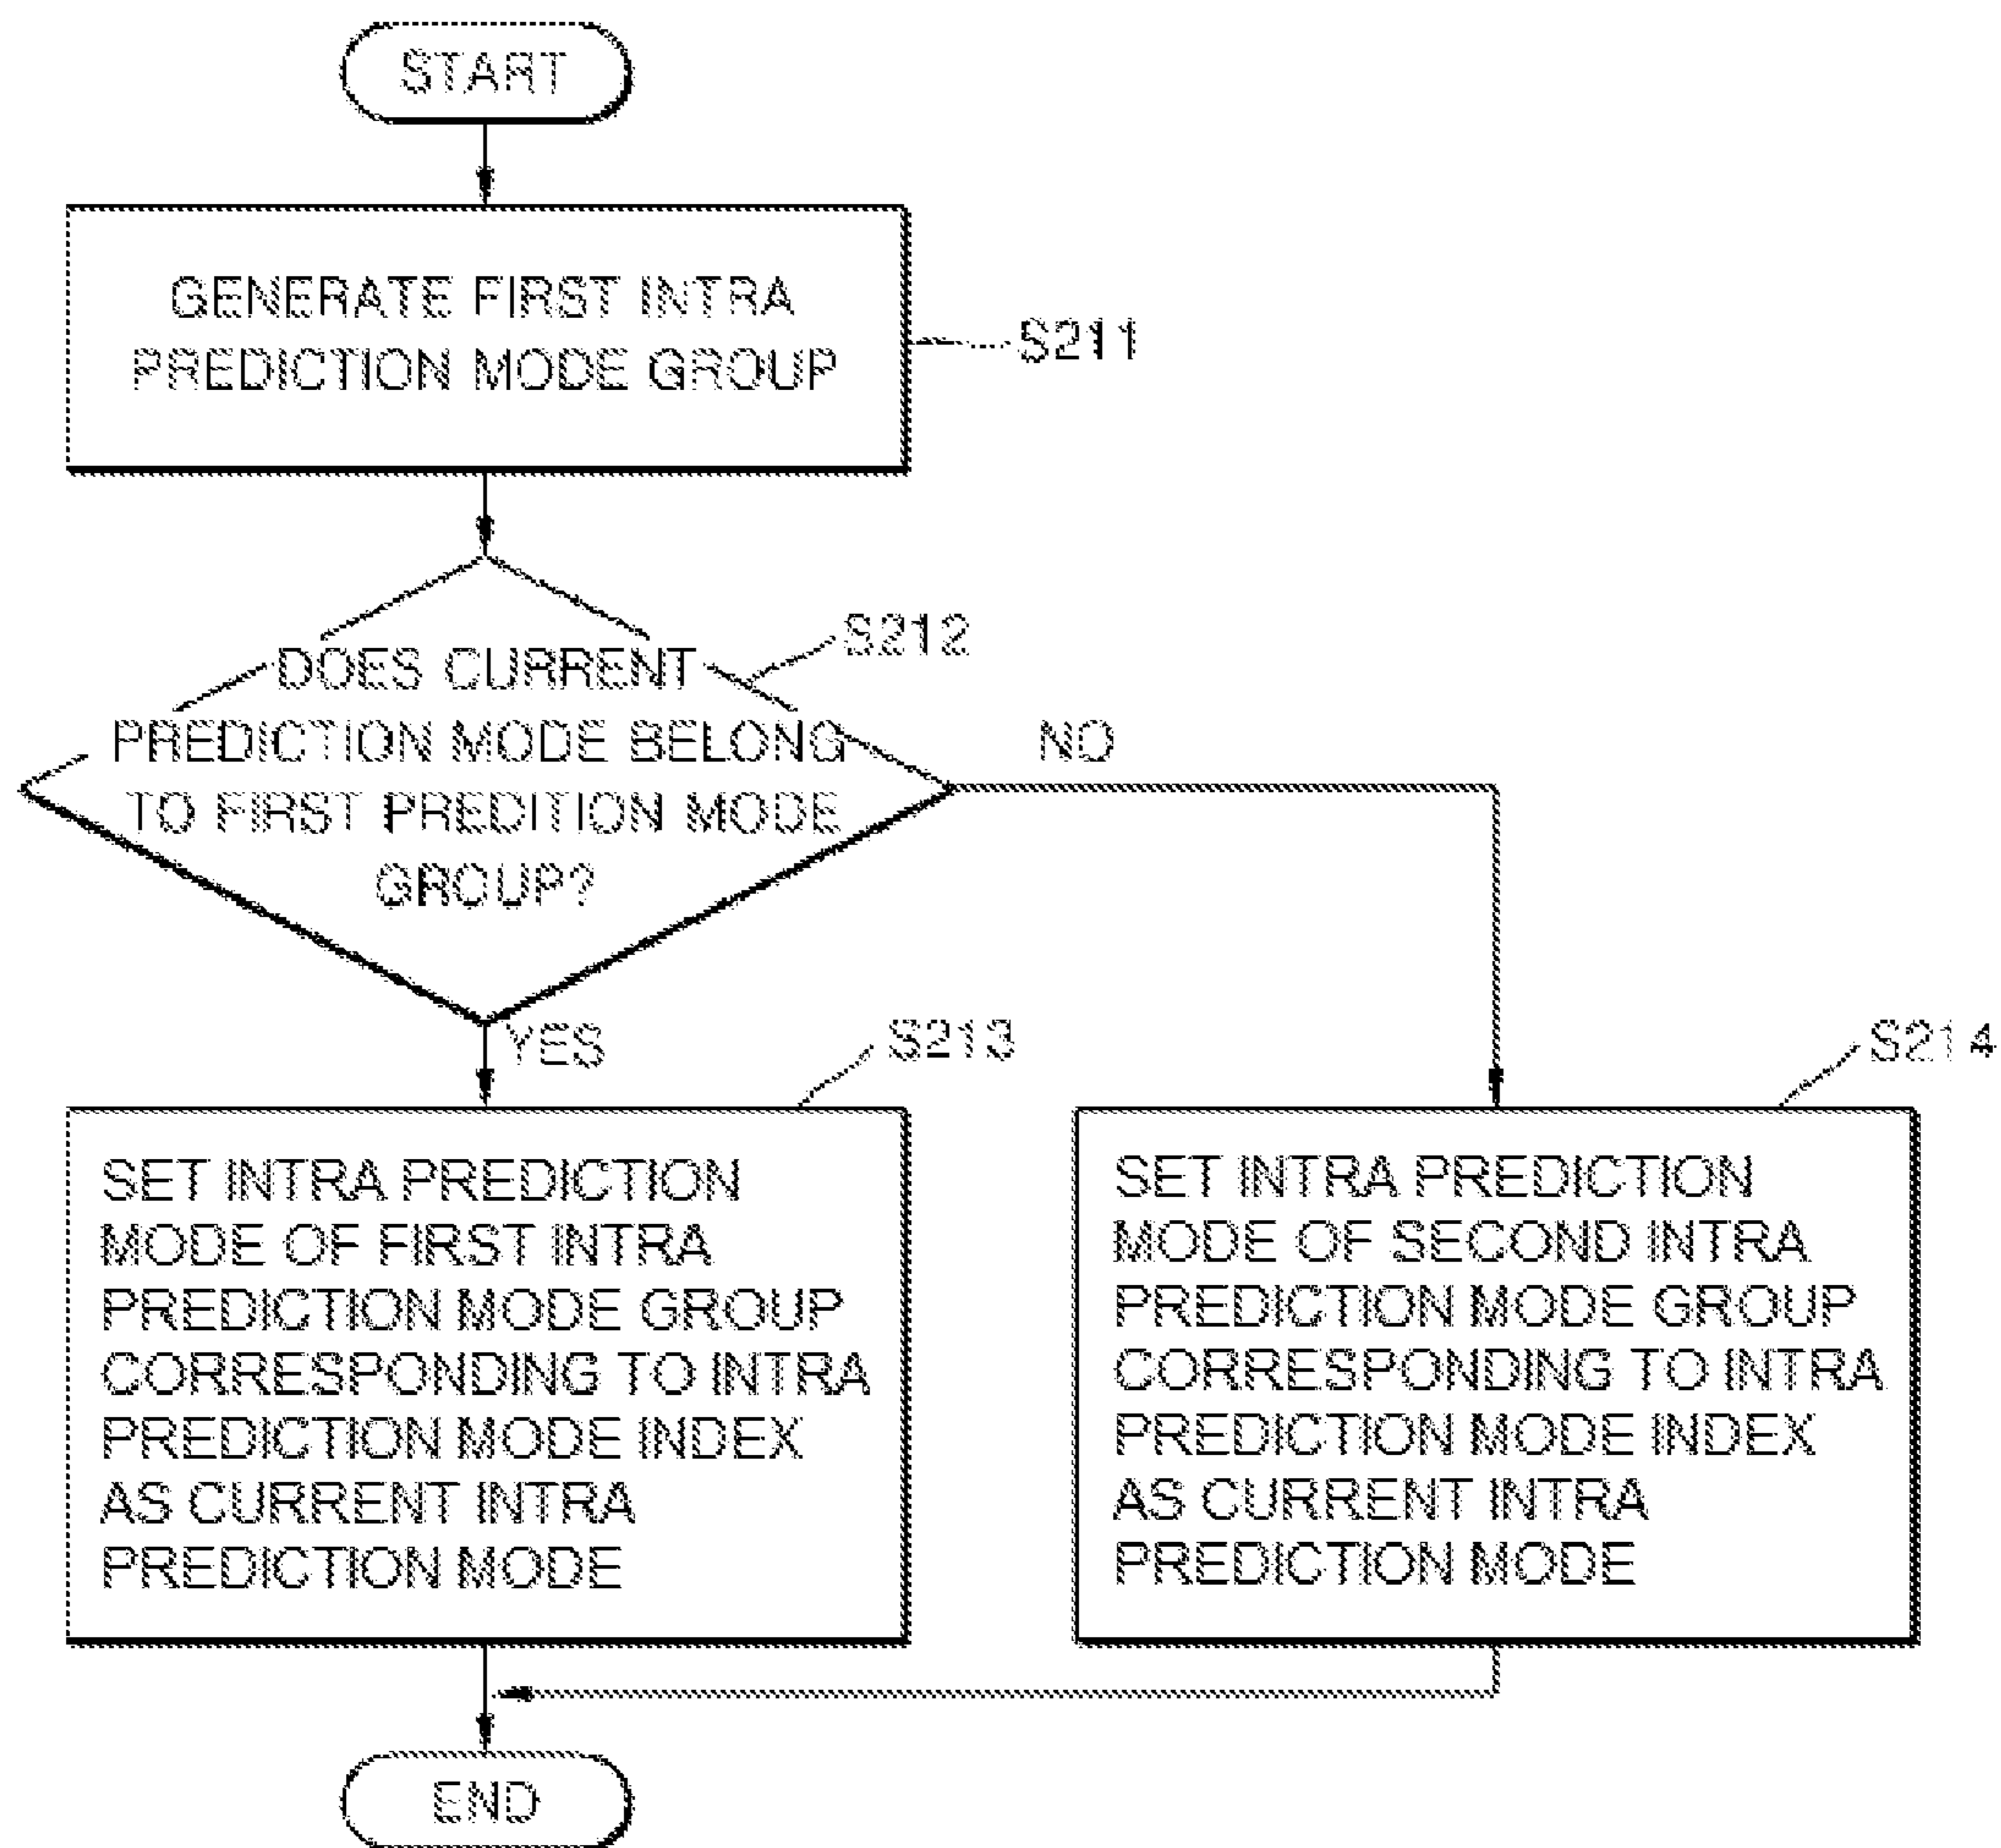 START
GENERATE FIRST INTRA
PREDICTION MODE GROUP
S211
DOES CURRENT
PREDICTION MODE BELONG
TO FIRST PREDITION MODE
GROUP?
S212
NO
YES
S213
SET INTRA PREDICTION
MODE OF FIRST INTRA
PREDICTION MODE GROUP
CORRESPONDING TO INTRA
PREDICTION MODE INDEX
AS CURRENT INTRA
PREDICTION MODE
S214
SET INTRA PREDICTION
MODE OF SECOND INTRA
PREDICTION MODE GROUP
CORRESPONDING TO INTRA
PREDICTION MODE INDEX
AS CURRENT INTRA
PREDICTION MODE
END